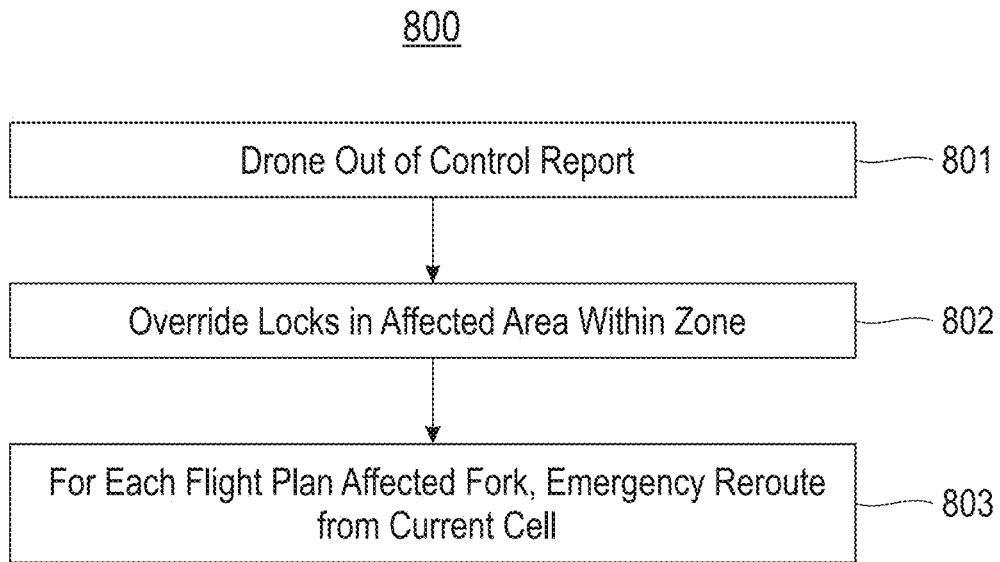 800
Drone Out of Control Report
801
Override Locks in Affected Area Within Zone
802
For Each Flight Plan Affected Fork, Emergency Reroute
from Current Cell
803